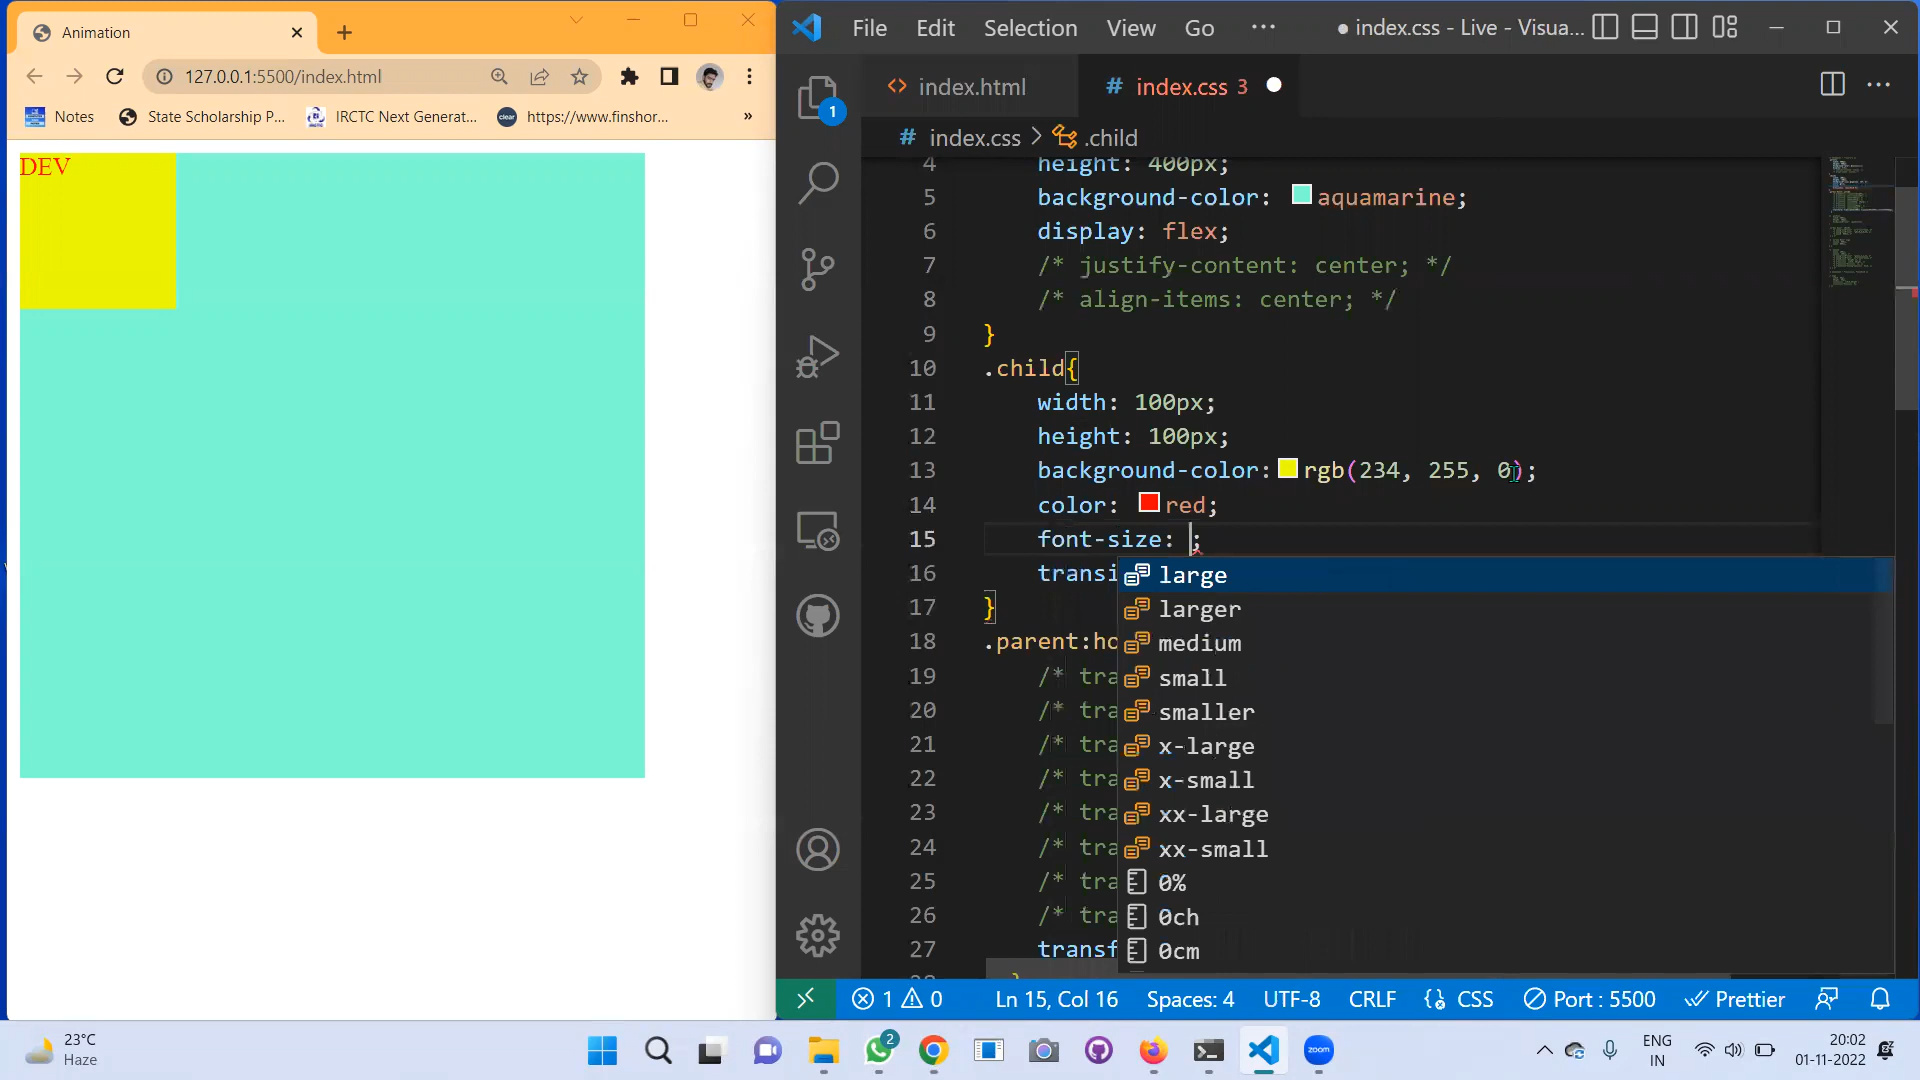 Animation
127.0.0.1:5500/index.html
Notes
State Scholarship P...
IRCTC Next Generat...
clear
https://www.finshor...
»
DEV
File Edit Selection View Go ···
● index.css - Live - Visua...
1
<> index.html
# index.css 3
# index.css > .child
4 height: 400px;
5 background-color: aquamarine;
6 display: flex;
7 /* justify-content: center; */
8 /* align-items: center; */
9 }
10 .child{
11 width: 100px;
12 height: 100px;
13 background-color: rgb(234, 255, 0);
14 color: red;
15 font-size: ;
16 transi
17 }
18 .parent:ho
19 /* tra
20 /* tra
21 /* tra
22 /* tra
23 /* tra
24 /* tra
25 /* tra
26 /* tra
27 transf
large
larger
medium
small
smaller
x-large
x-small
xx-large
xx-small
0%
0ch
0cm
1 0 Ln 15, Col 16 Spaces: 4 UTF-8 CRLF CSS Port : 5500 Prettier
23°C
Haze
2
zoom
ENG
IN
20:02
01-11-2022